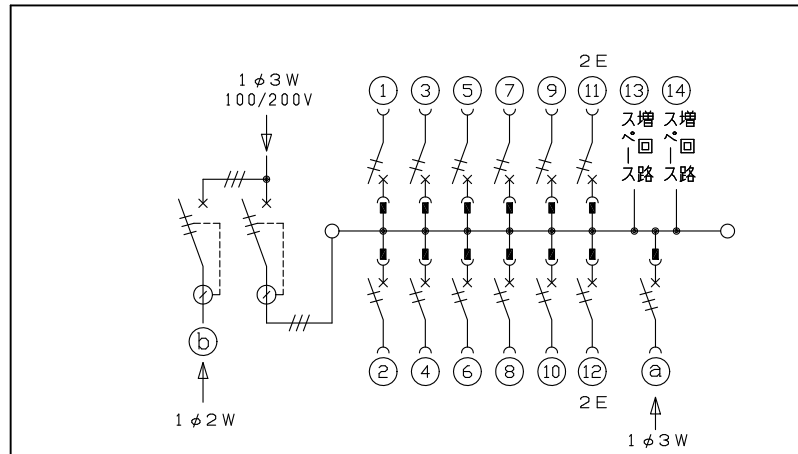 2E
1φ3W
100/200V
① ③ ⑤ ⑦ ⑨ ⑪ ⑬ ⑭
増回路
スペース
増回路
スペース
ⓑ
② ④ ⑥ ⑧ ⑩ ⑫ ⓐ
2E
1φ2W
1φ3W